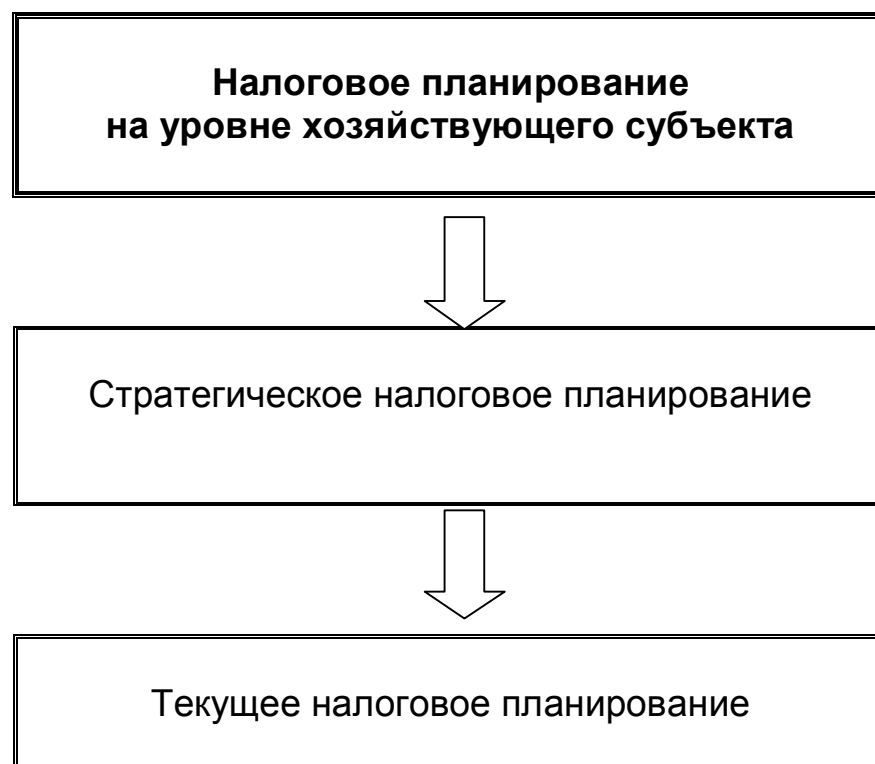 Налоговое планирование
на уровне хозяйствующего субъекта
Стратегическое налоговое планирование
Текущее налоговое планирование